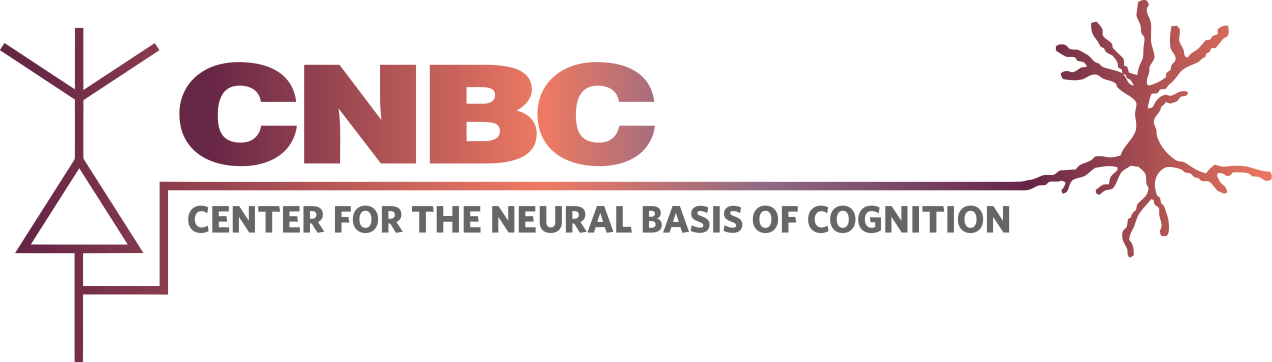 CNBC
CENTER FOR THE NEURAL BASIS OF COGNITION